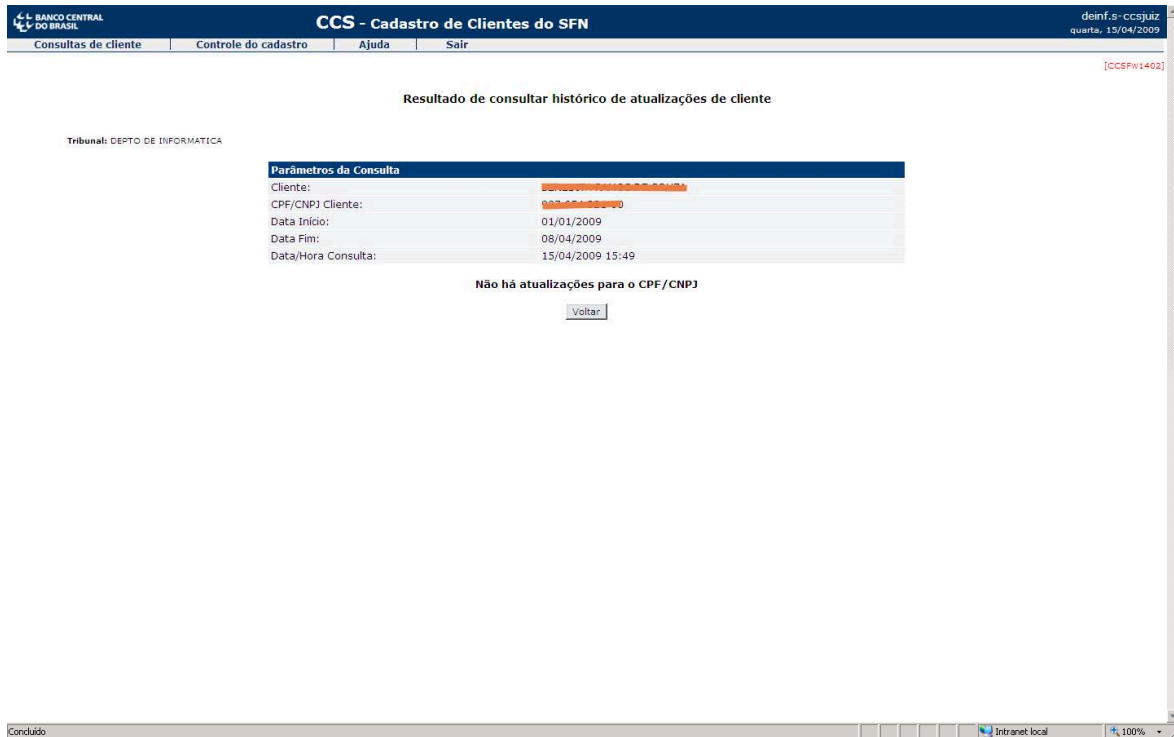 BANCO CENTRAL
DO BRASIL
CCS - Cadastro de Clientes do SFN
deinf.s-ccsjuiz
quarta, 15/04/2009
Consultas de cliente | Controle do cadastro | Ajuda | Sair
[CCSFW1402]
Resultado de consultar histórico de atualizações de cliente
Tribunal: DEPTO DE INFORMATICA
Parâmetros da Consulta
Cliente:
CPF/CNPJ Cliente:
Data Início: 01/01/2009
Data Fim: 08/04/2009
Data/Hora Consulta: 15/04/2009 15:49
Não há atualizações para o CPF/CNPJ
Voltar
Concluído
Intranet local
100%